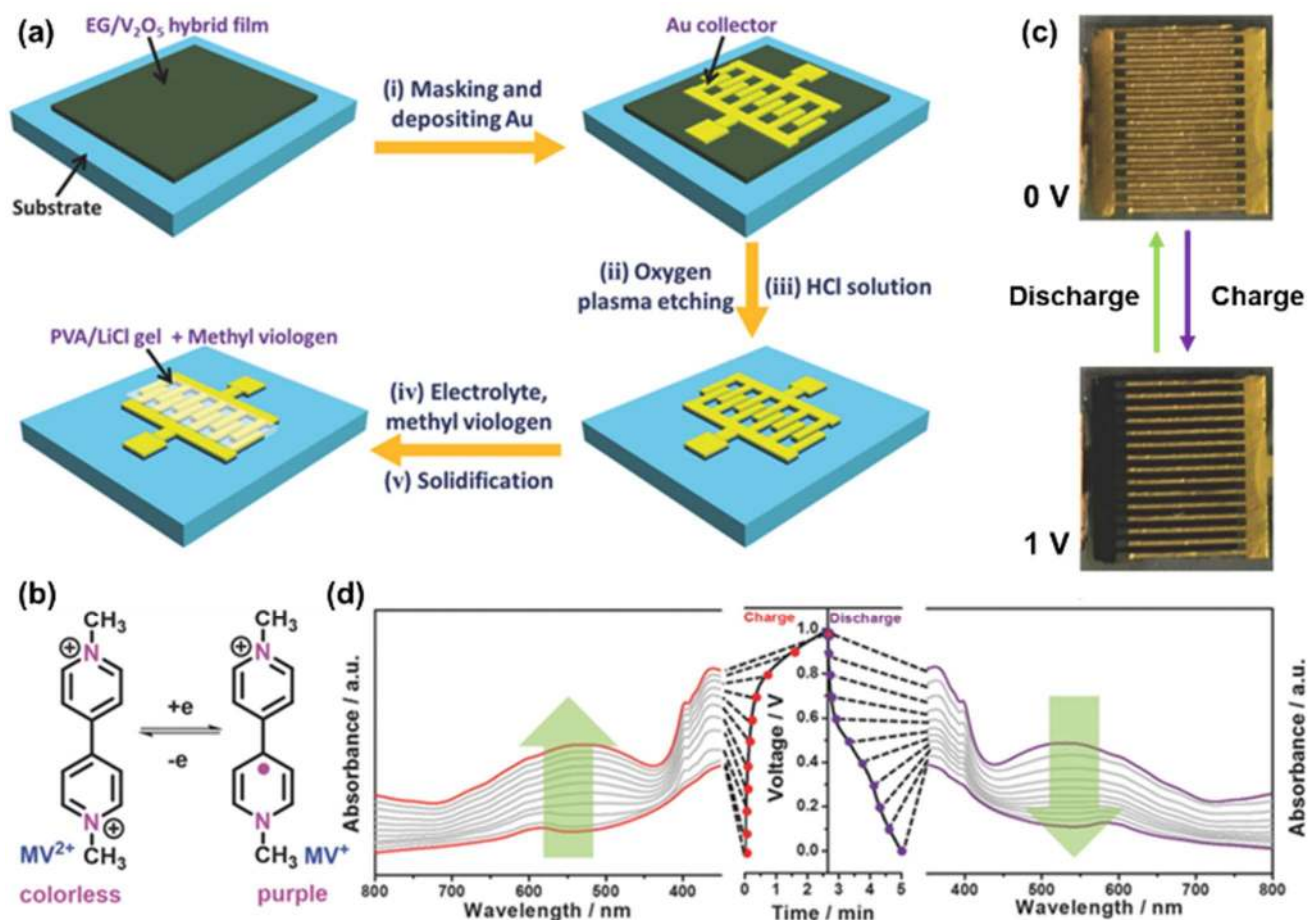 (a)
EG/V₂O₅ hybrid film
Substrate
(i) Masking and
depositing Au
Au collector
(ii) Oxygen
plasma etching
(iii) HCl solution
PVA/LiCl gel + Methyl viologen
(iv) Electrolyte,
methyl viologen
(v) Solidification
(c)
0 V
Discharge
Charge
1 V
(b)
CH₃
N
+
+e
-e
N
+
CH₃
MV²⁺
colorless
CH₃
N
+
N
CH₃
MV⁺
purple
(d)
Absorbance / a.u.
800 700 600 500 400
Wavelength / nm
Charge
Discharge
Voltage / V
1.0
0.8
0.6
0.4
0.2
0.0
0 1 2 3 4 5
Time / min
400 500 600 700 800
Wavelength / nm
Absorbance / a.u.